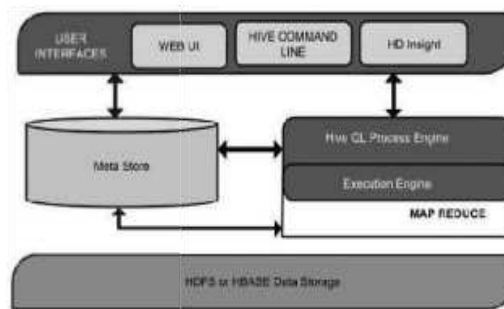 USER
INTERFACES
WEB UI
HIVE COMMAND
LINE
HD Insight
Meta Store
Hive QL Process Engine
Execution Engine
MAP REDUCE
HDFS or HBASE Data Storage